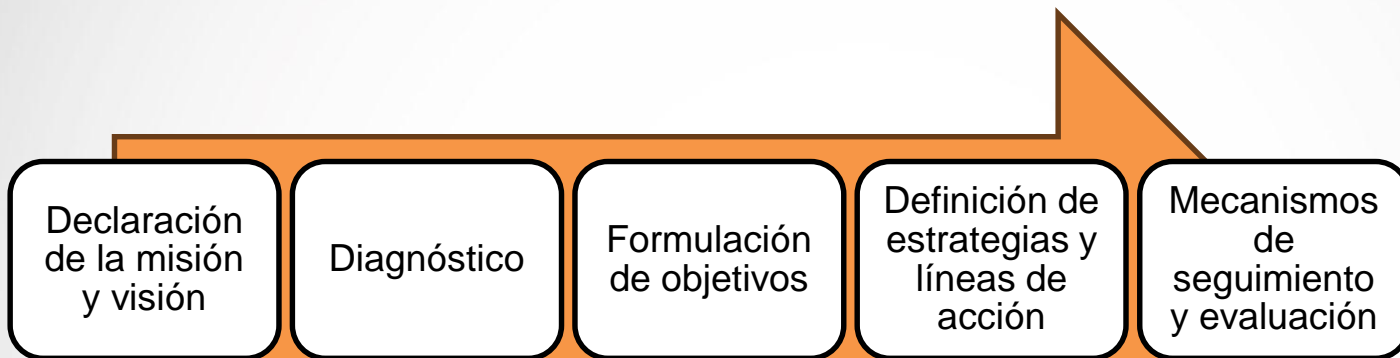 Declaración
de la misión
y visión
Diagnóstico
Formulación
de objetivos
Definición de
estrategias y
líneas de
acción
Mecanismos
de
seguimiento
y evaluación